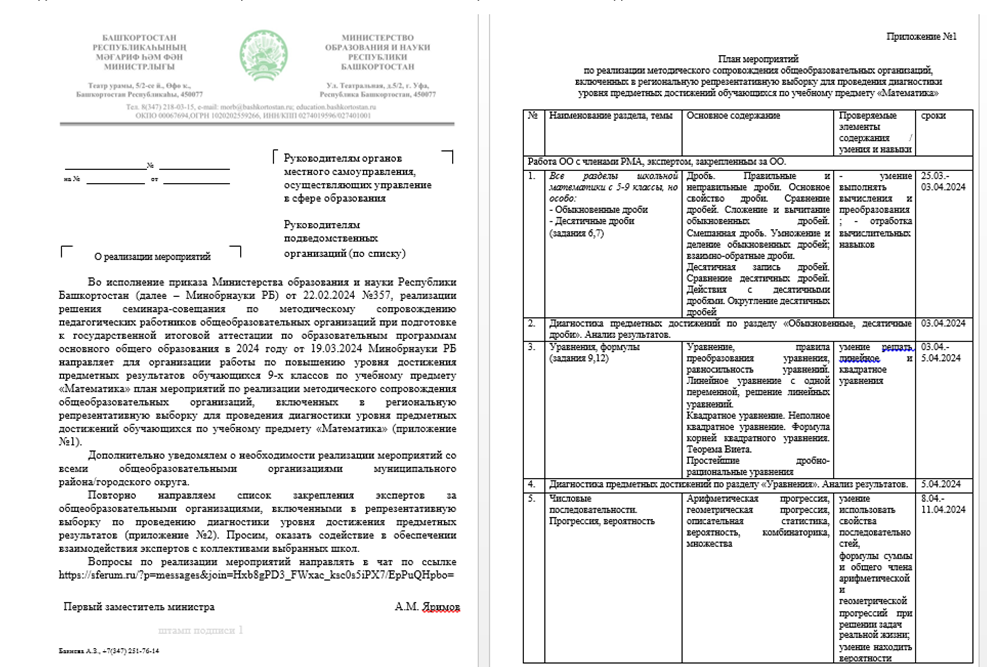 БАШҠОРТОСТАН
РЕСПУБЛИКАҺЫНЫҢ
МӘҒАРИФ ҺӘМ ФӘН
МИНИСТРЛЫҒЫ
Театр урамы, 5/2-се й., Өфө ҡ.,
Башҡортостан Республикаһы, 450077
МИНИСТЕРСТВО
ОБРАЗОВАНИЯ И НАУКИ
РЕСПУБЛИКИ
БАШКОРТОСТАН
Ул. Театральная, д.5/2, г. Уфа,
Республика Башкортостан, 450077
Тел. 8(347) 218-03-15, e-mail: morb@bashkortostan.ru; education.bashkortostan.ru
ОКПО 00067694,ОГРН 1020202559266, ИНН/КПП 0274019596/027401001
№
на № от
Руководителям органов
местного самоуправления,
осуществляющих управление
в сфере образования
Руководителям
подведомственных
организаций (по списку)
О реализации мероприятий
Во исполнение приказа Министерства образования и науки Республики
Башкортостан (далее – Минобрнауки РБ) от 22.02.2024 №357, реализации
решения семинара-совещания по методическому сопровождению
педагогических работников общеобразовательных организаций при подготовке
к государственной итоговой аттестации по образовательным программам
основного общего образования в 2024 году от 19.03.2024 Минобрнауки РБ
направляет для организации работы по повышению уровня достижения
предметных результатов обучающихся 9-х классов по учебному предмету
«Математика» план мероприятий по реализации методического сопровождения
общеобразовательных организаций, включенных в региональную
репрезентативную выборку для проведения диагностики уровня предметных
достижений обучающихся по учебному предмету «Математика» (приложение
№1).
Дополнительно уведомляем о необходимости реализации мероприятий со
всеми общеобразовательными организациями муниципального
района/городского округа.
Повторно направляем список закрепления экспертов за
общеобразовательными организациями, включенными в репрезентативную
выборку по проведению диагностики уровня достижения предметных
результатов (приложение №2). Просим, оказать содействие в обеспечении
взаимодействия экспертов с коллективами выбранных школ.
Вопросы по реализации мероприятий направлять в чат по ссылке
https://sferum.ru/?p=messages&join=Hxb8gPD3_FWxac_ksc0s5iPX7/EpPuQHpbo=
Первый заместитель министра А.М. Яримов
штамп подписи 1
Бакиева А.З., +7(347) 251-76-14
Приложение №1
План мероприятий
по реализации методического сопровождения общеобразовательных организаций,
включенных в региональную репрезентативную выборку для проведения диагностики
уровня предметных достижений обучающихся по учебному предмету «Математика»
№
Наименование раздела, темы
Основное содержание
Проверяемые
элементы
содержания /
умения и навыки
сроки
Работа ОО с членами РМА, экспертом, закрепленным за ОО.
1.
Все разделы школьной
математики с 5-9 классы, но
особо:
- Обыкновенные дроби
- Десятичные дроби
(задания 6,7)
Дробь. Правильные и
неправильные дроби. Основное
свойство дроби. Сравнение
дробей. Сложение и вычитание
обыкновенных дробей.
Смешанная дробь. Умножение и
деление обыкновенных дробей;
взаимно-обратные дроби.
Десятичная запись дробей.
Сравнение десятичных дробей.
Действия с десятичными
дробями. Округление десятичных
дробей
- умение
выполнять
вычисления и
преобразования
; - отработка
вычислительных
навыков
25.03.-
03.04.2024
2.
Диагностика предметных достижений по разделу «Обыкновенные, десятичные
дроби». Анализ результатов.
03.04.2024
3.
Уравнения, формулы
(задания 9,12)
Уравнение, правила
преобразования уравнения,
равносильность уравнений.
Линейное уравнение с одной
переменной, решение линейных
уравнений.
Квадратное уравнение. Неполное
квадратное уравнение. Формула
корней квадратного уравнения.
Теорема Виета.
Простейшие дробно-
рациональные уравнения
умение решать
линейное и
квадратное
уравнения
03.04.-
5.04.2024
4.
Диагностика предметных достижений по разделу «Уравнения». Анализ результатов.
5.04.2024
5.
Числовые
последовательности.
Прогрессия, вероятность
Арифметическая прогрессия,
геометрическая прогрессия,
описательная статистика,
вероятность, комбинаторика,
множества
умение
использовать
свойства
последовательно
стей,
формулы суммы
и общего члена
арифметической
и
геометрической
прогрессий при
решении задач
реальной жизни;
умение находить
вероятности
8.04.-
11.04.2024